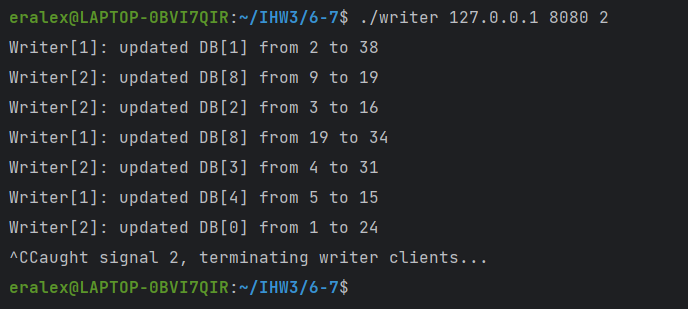 eralex@LAPTOP-0BVI7QIR:~/IHW3/6-7$ ./writer 127.0.0.1 8080 2
Writer[1]: updated DB[1] from 2 to 38
Writer[2]: updated DB[8] from 9 to 19
Writer[2]: updated DB[2] from 3 to 16
Writer[1]: updated DB[8] from 19 to 34
Writer[2]: updated DB[3] from 4 to 31
Writer[1]: updated DB[4] from 5 to 15
Writer[2]: updated DB[0] from 1 to 24
^CCaught signal 2, terminating writer clients...
eralex@LAPTOP-0BVI7QIR:~/IHW3/6-7$